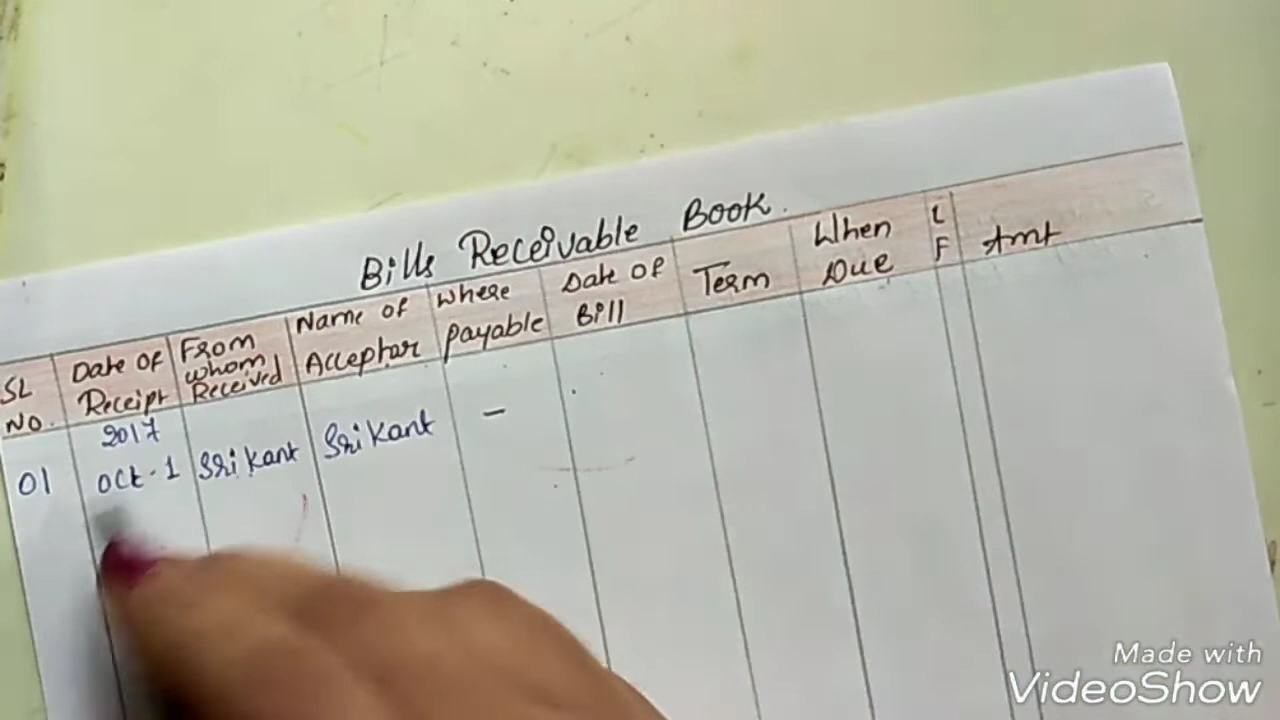 Bills Receivable Book.
SL NO.
Date Of Receipt
From whom Received
Name of Acceptor
Where payable
Date Of Bill
Term
When Due
L F
Amt
2017
01 Oct-1 Srikant Srikant –
Made with
VideoShow